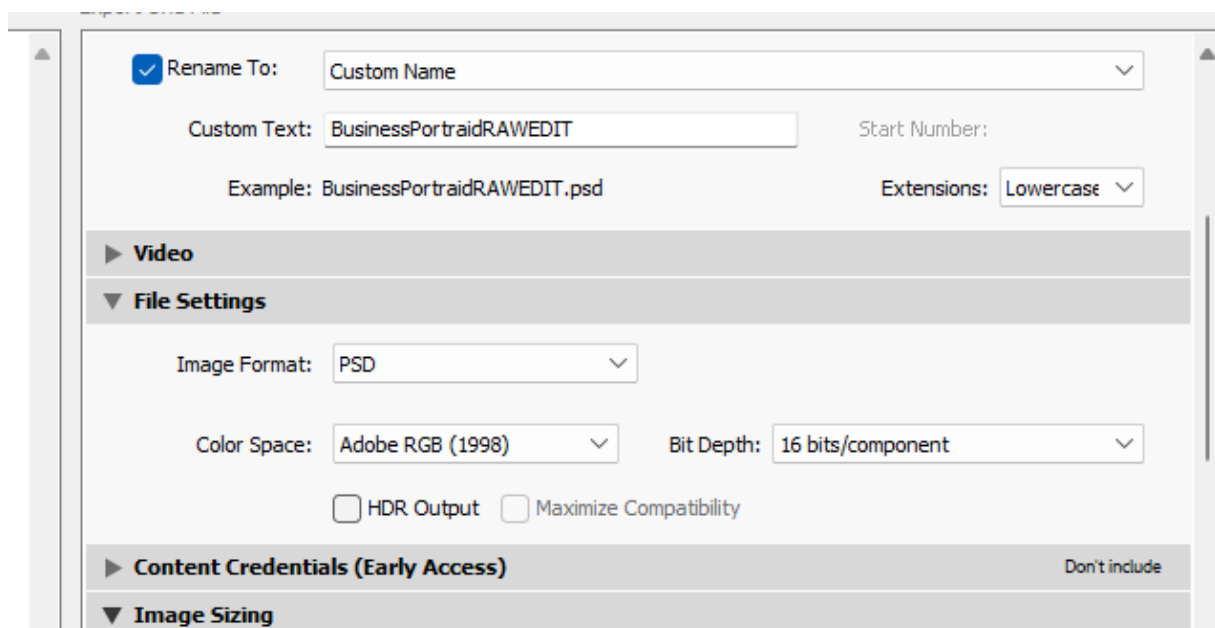 Rename To: Custom Name
Custom Text: BusinessPortraidRAWEDIT Start Number:
Example: BusinessPortraidRAWEDIT.psd Extensions: Lowercase
Video
File Settings
Image Format: PSD
Color Space: Adobe RGB (1998) Bit Depth: 16 bits/component
HDR Output Maximize Compatibility
Content Credentials (Early Access) Don't include
Image Sizing